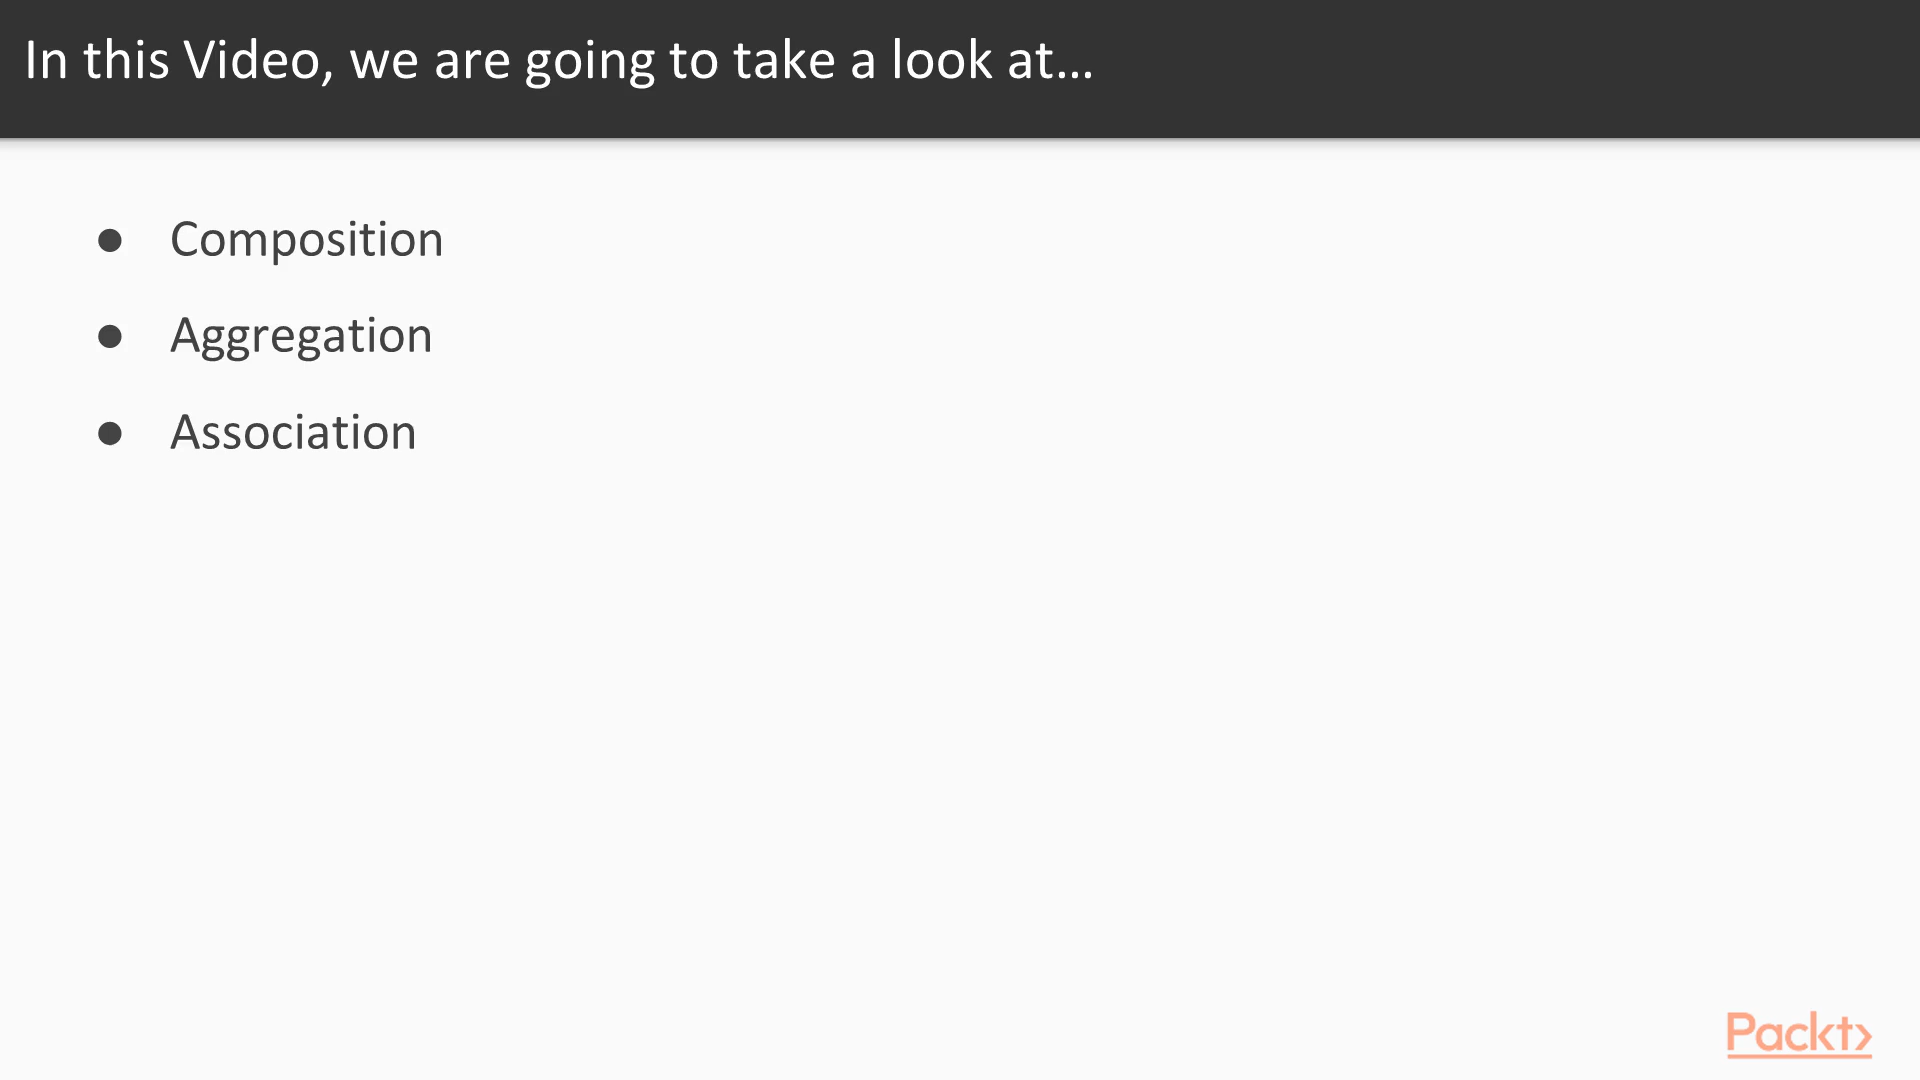 In this Video, we are going to take a look at...
● Composition
● Aggregation
● Association
Packt>